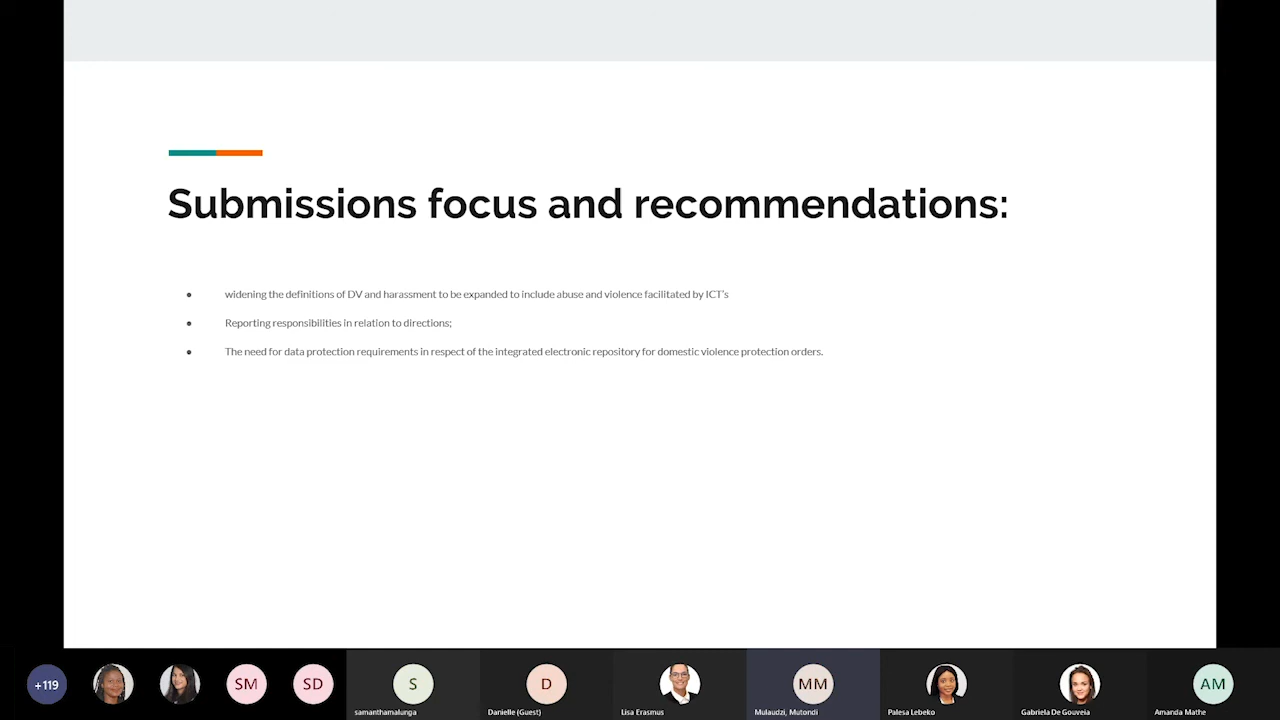 Submissions focus and recommendations:
● widening the definitions of DV and harassment to be expanded to include abuse and violence facilitated by ICT's
● Reporting responsibilities in relation to directions;
● The need for data protection requirements in respect of the integrated electronic repository for domestic violence protection orders.
+119
SM
SD
S
D
MM
AM
samanthamalunga
Danielle (Guest)
Lisa Erasmus
Mulaudzi, Mutondi
Palesa Lebeko
Gabriela De Gouveia
Amanda Mathe